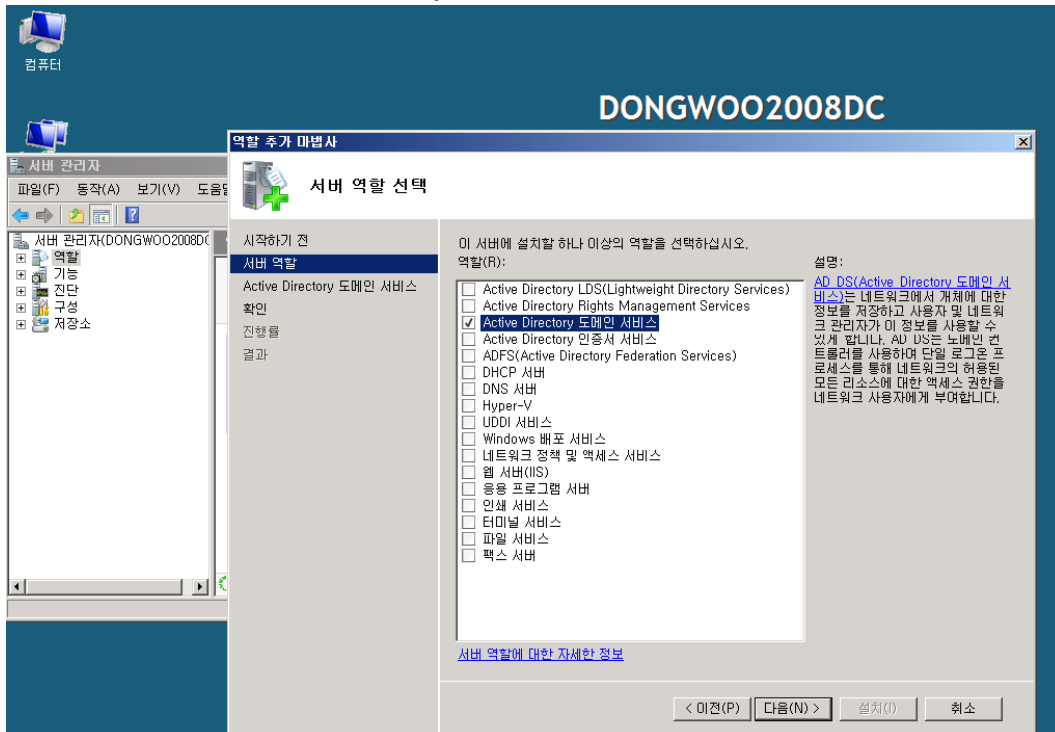 컴퓨터
DONGWOO2008DC
역할 추가 마법사
서버 관리자
파일(F) 동작(A) 보기(V)
서버 역할 선택
서버 관리자(DONGWOO2008D(
역할
기능
진단
구성
저장소
시작하기 전
서버 역할
Active Directory 도메인 서비스
확인
진행률
결과
이 서버에 설치할 하나 이상의 역할을 선택하십시오.
역할(R):
Active Directory LDS(Lightweight Directory Services)
Active Directory Rights Management Services
Active Directory 도메인 서비스
Active Directory 인증서 서비스
ADFS(Active Directory Federation Services)
DHCP 서버
DNS 서버
Hyper-V
UDDI 서비스
Windows 배포 서비스
네트워크 정책 및 액세스 서비스
웹 서버(IIS)
응용 프로그램 서버
인쇄 서비스
터미널 서비스
파일 서비스
팩스 서버
서버 역할에 대한 자세한 정보
설명:
AD DS(Active Directory 도메인 서
비스)는 네트워크에서 개체에 대한
정보를 저장하고 사용자 및 네트워
크 관리자가 이 정보를 사용할 수
있게 합니다. AD DS는 도메인 컨
트롤러를 사용하여 단일 로그온 프
로세스를 통해 네트워크의 허용된
모든 리소스에 대한 액세스 권한을
네트워크 사용자에게 부여합니다.
< 이전(P) 다음(N) > 설치(I) 취소